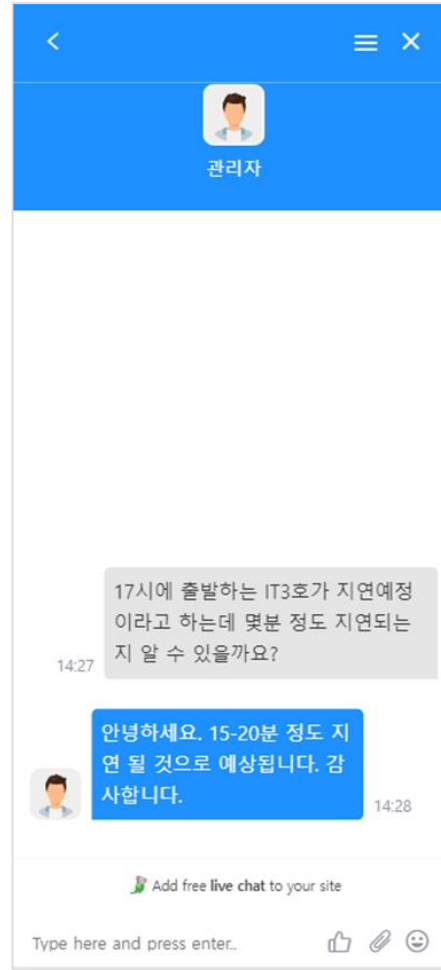 관리자
17시에 출발하는 IT3호가 지연예정
이라고 하는데 몇분 정도 지연되는
지 알 수 있을까요?
14:27
안녕하세요. 15-20분 정도 지
연 될 것으로 예상됩니다. 감
사합니다.
14:28
Add free live chat to your site
Type here and press enter..